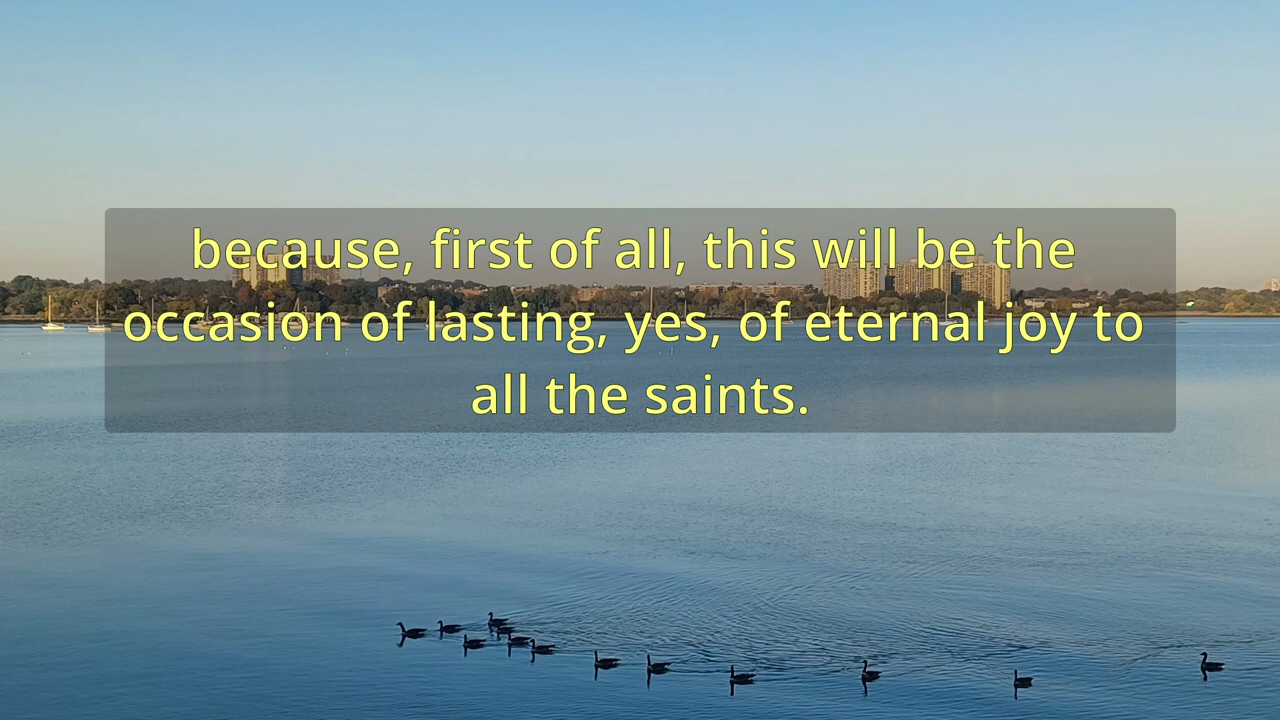 because, first of all, this will be the
occasion of lasting, yes, of eternal joy to
all the saints.